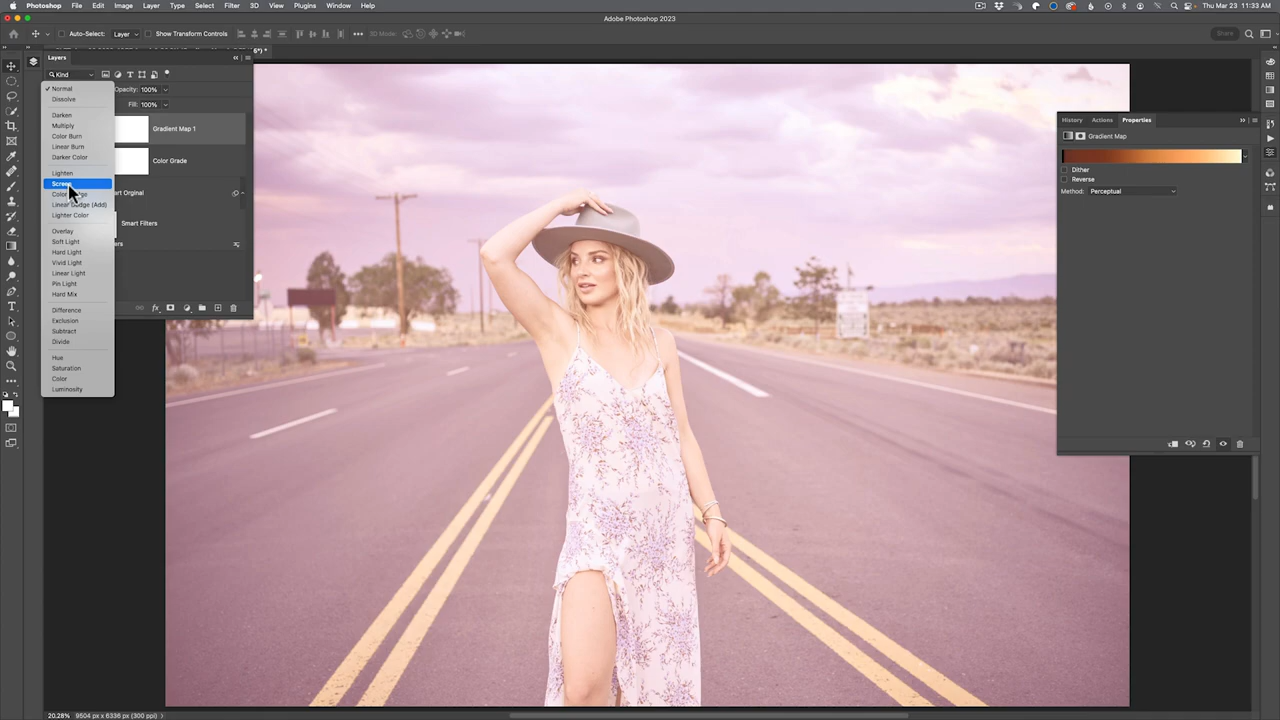 Photoshop File Edit Image Layer Type Select Filter 3D View Plugins Window Help Thu Mar 23 11:33 AM
Adobe Photoshop 2023
Auto-Select: Layer Show Transform Controls 3D Mode: Share
Layers
Kind
Normal
Opacity: 100%
Dissolve
Fill: 100%
Darken
Multiply
Color Burn
Linear Burn
Darker Color
Lighten
Screen
Linear Dodge (Add)
Lighter Color
Overlay
Soft Light
Hard Light
Vivid Light
Linear Light
Pin Light
Hard Mix
Difference
Exclusion
Subtract
Divide
Hue
Saturation
Color
Luminosity
Gradient Map 1
Color Grade
art Orginal
Smart Filters
History Actions Properties
Gradient Map
Dither
Reverse
Method: Perceptual
20.28% 9504 px x 6336 px (300 ppi)